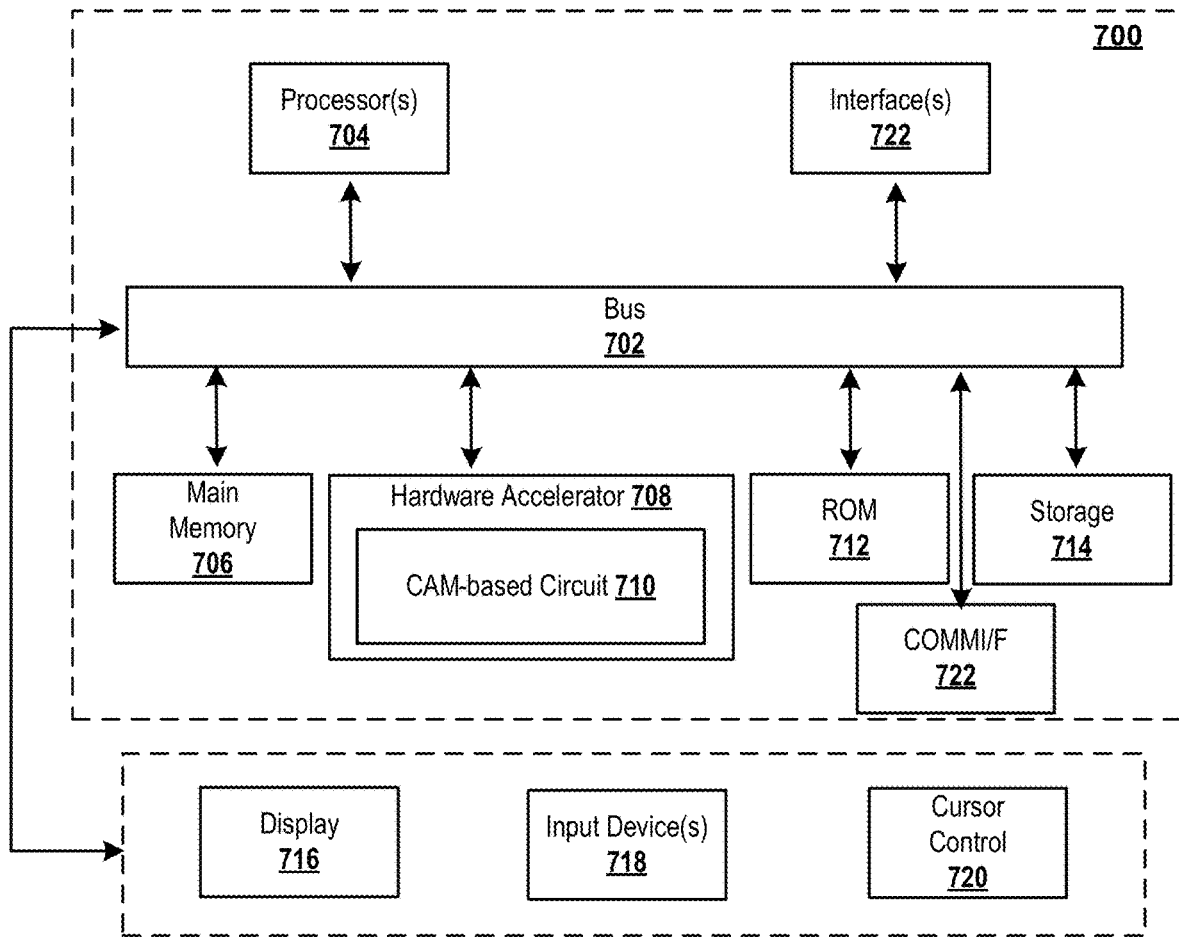 700
Processor(s)
704
Interface(s)
722
Bus
702
Main
Memory
706
Hardware Accelerator 708
CAM-based Circuit 710
ROM
712
Storage
714
COMMI/F
722
Display
716
Input Device(s)
718
Cursor
Control
720